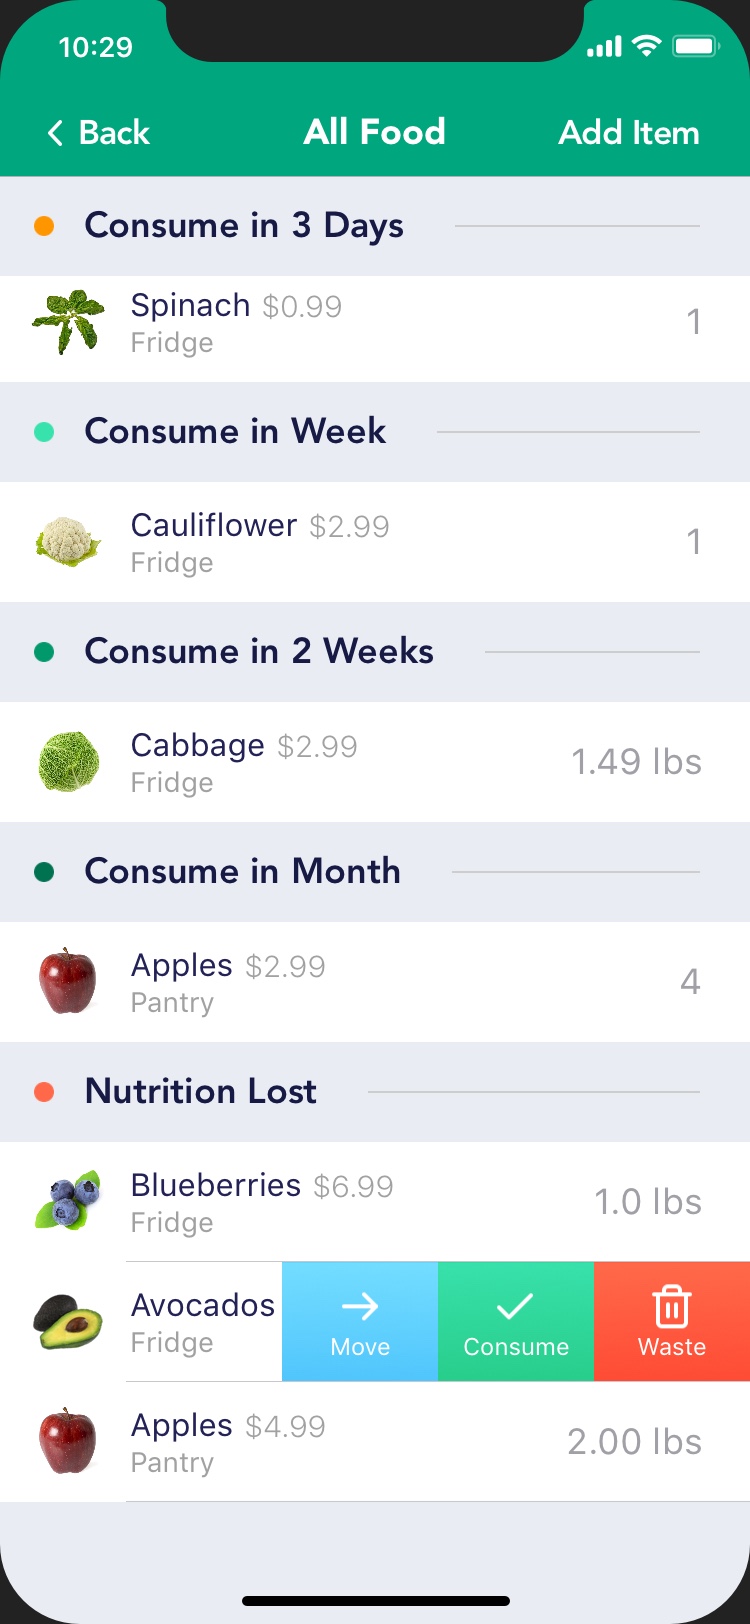 10:29
Back All Food Add Item
Consume in 3 Days
Spinach $0.99
Fridge
1
Consume in Week
Cauliflower $2.99
Fridge
1
Consume in 2 Weeks
Cabbage $2.99
Fridge
1.49 lbs
Consume in Month
Apples $2.99
Pantry
4
Nutrition Lost
Blueberries $6.99
Fridge
1.0 lbs
Avocados
Fridge
Move
Consume
Waste
Apples $4.99
Pantry
2.00 lbs